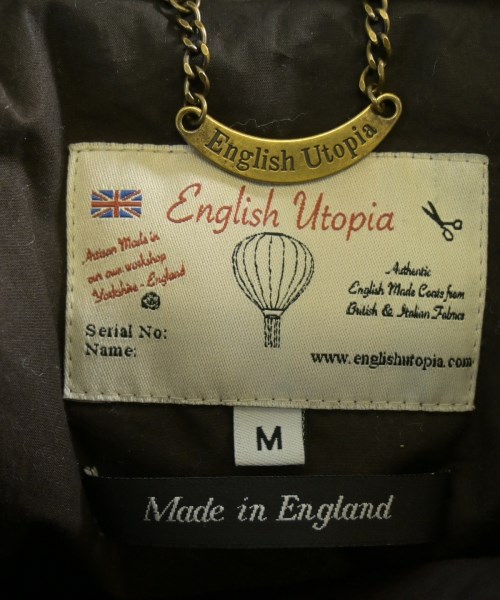 English Utopia
English Utopia
Artisan Made in
our own workshop
Yorkshire - England
Authentic
English Made Coats from
British & Italian Fabrics
Serial No:
Name:
www.englishutopia.com
M
Made in England